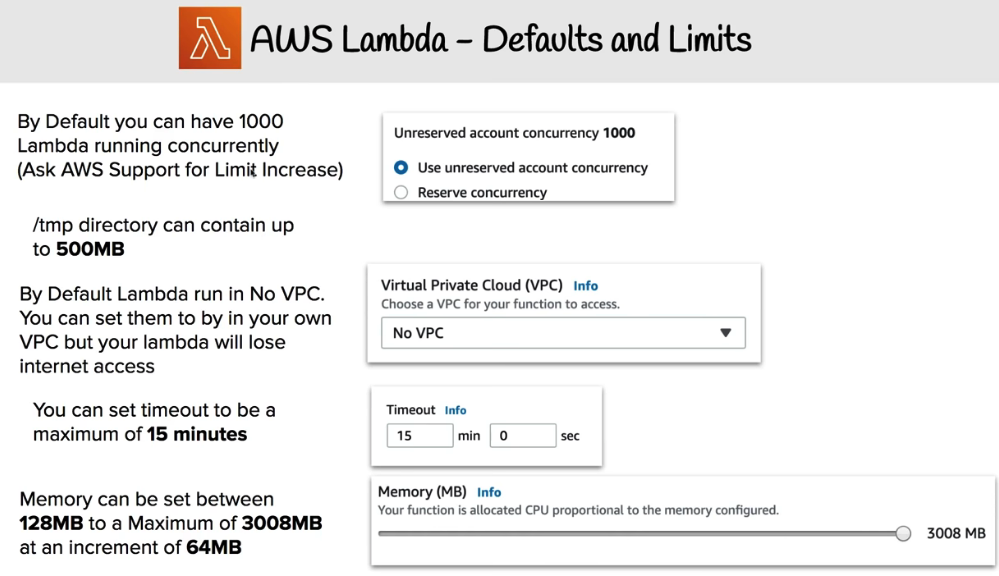 AWS Lambda – Defaults and Limits
By Default you can have 1000
Lambda running concurrently
(Ask AWS Support for Limit Increase)
Unreserved account concurrency 1000
Use unreserved account concurrency
Reserve concurrency
/tmp directory can contain up
to 500MB
By Default Lambda run in No VPC.
You can set them to by in your own
VPC but your lambda will lose
internet access
Virtual Private Cloud (VPC) Info
Choose a VPC for your function to access.
No VPC
You can set timeout to be a
maximum of 15 minutes
Timeout Info
15 min 0 sec
Memory can be set between
128MB to a Maximum of 3008MB
at an increment of 64MB
Memory (MB) Info
Your function is allocated CPU proportional to the memory configured.
3008 MB